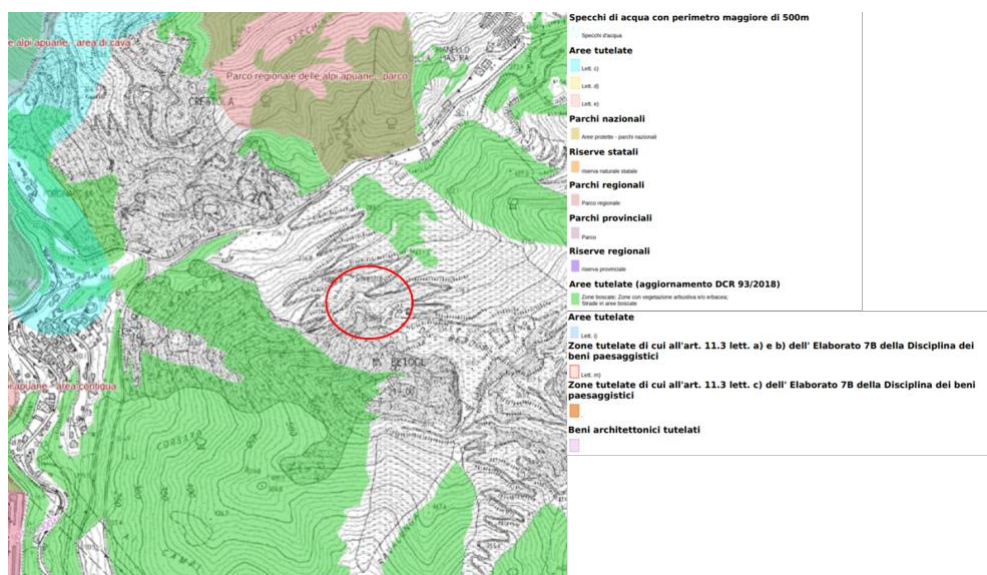 e alpi apuane - area di cava
Parco regionale delle alpi apuane - parco
CREBIOLA
M. BETOGLI
apuane - area contigua
Specchi di acqua con perimetro maggiore di 500m
Specchi d'acqua
Aree tutelate
Lett. c)
Lett. d)
Lett. e)
Parchi nazionali
Aree protette - parchi nazionali
Riserve statali
riserva naturale statale
Parchi regionali
Parco regionale
Parchi provinciali
Parco
Riserve regionali
riserva provinciale
Aree tutelate (aggiornamento DCR 93/2018)
Zone boscate; Zone con vegetazione arbustiva e/o erbacea;
Strade in aree boscate
Aree tutelate
Lett. i)
Zone tutelate di cui all'art. 11.3 lett. a) e b) dell' Elaborato 7B della Disciplina dei
beni paesaggistici
Lett. m)
Zone tutelate di cui all'art. 11.3 lett. c) dell' Elaborato 7B della Disciplina dei beni
paesaggistici
Beni architettonici tutelati